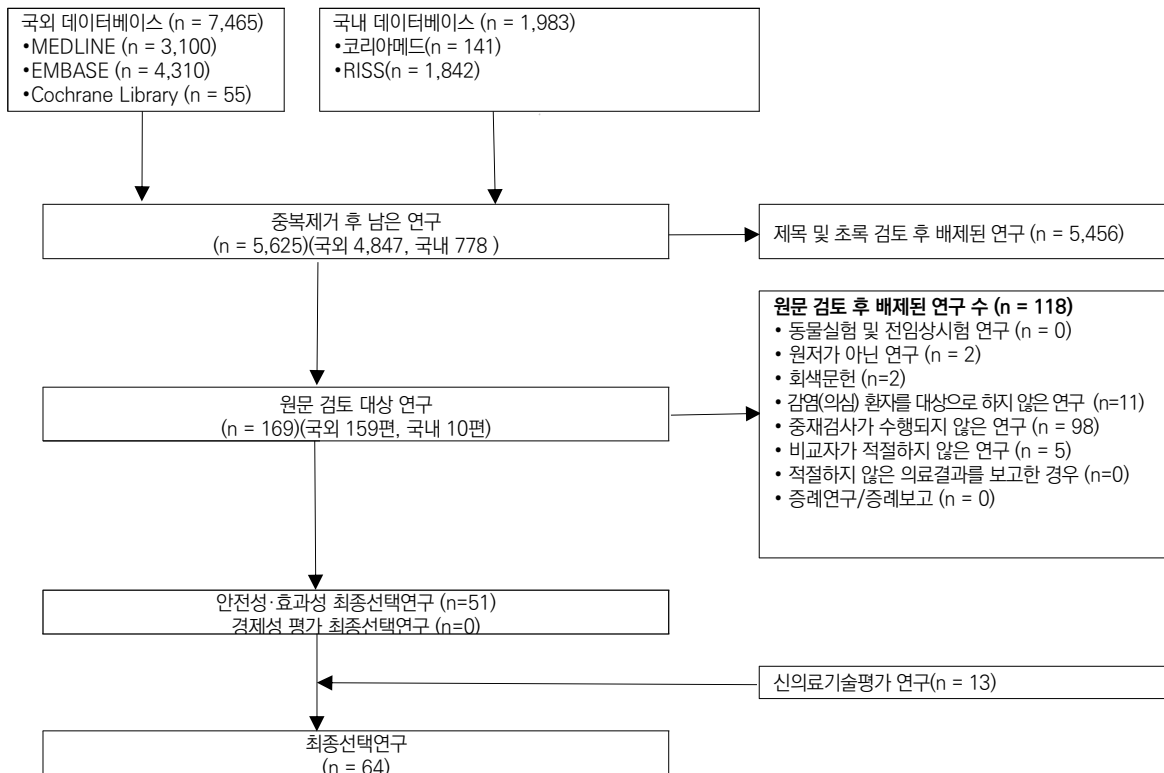 국외 데이터베이스 (n = 7,465)
•MEDLINE (n = 3,100)
•EMBASE (n = 4,310)
•Cochrane Library (n = 55)
국내 데이터베이스 (n = 1,983)
•코리아메드(n = 141)
•RISS(n = 1,842)
중복제거 후 남은 연구
(n = 5,625)(국외 4,847, 국내 778 )
제목 및 초록 검토 후 배제된 연구 (n = 5,456)
원문 검토 후 배제된 연구 수 (n = 118)
• 동물실험 및 전임상시험 연구 (n = 0)
• 원저가 아닌 연구 (n = 2)
• 회색문헌 (n=2)
• 감염(의심) 환자를 대상으로 하지 않은 연구 (n=11)
• 중재검사가 수행되지 않은 연구 (n = 98)
• 비교자가 적절하지 않은 연구 (n = 5)
• 적절하지 않은 의료결과를 보고한 경우 (n=0)
• 증례연구/증례보고 (n = 0)
원문 검토 대상 연구
(n = 169)(국외 159편, 국내 10편)
안전성·효과성 최종선택연구 (n=51)
경제성 평가 최종선택연구 (n=0)
신의료기술평가 연구(n = 13)
최종선택연구
(n = 64)